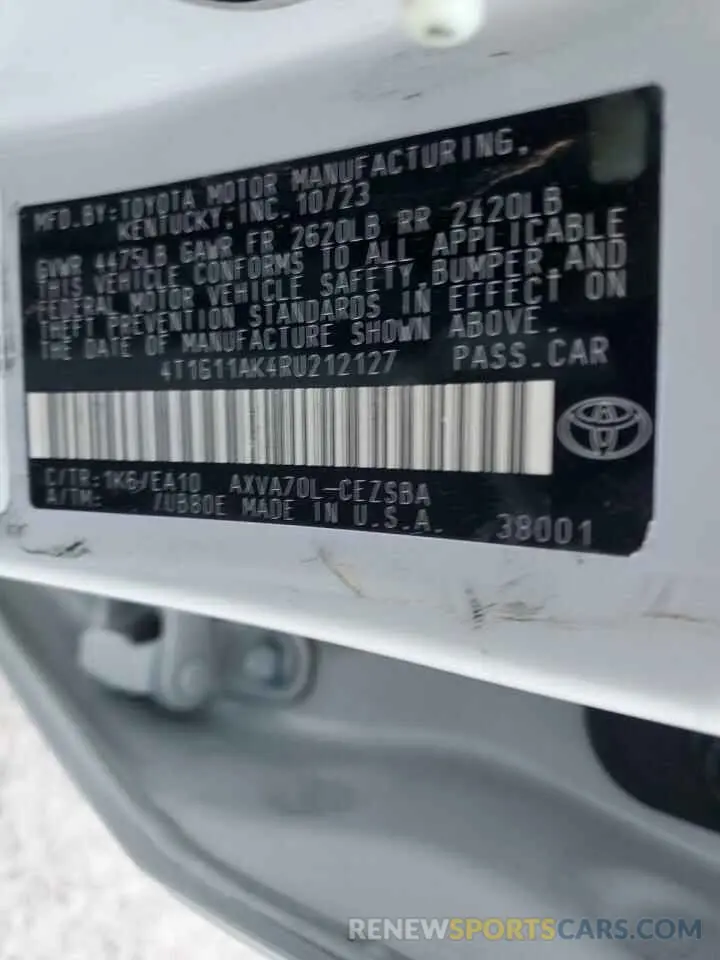 MFD.BY:TOYOTA MOTOR MANUFACTURING,
KENTUCKY,INC. 10/23
GVWR 4475LB GAWR FR 2620LB RR 2420LB
THIS VEHICLE CONFORMS TO ALL APPLICABLE
FEDERAL MOTOR VEHICLE SAFETY,BUMPER,AND
THEFT PREVENTION STANDARDS IN EFFECT ON
THE DATE OF MANUFACTURE SHOWN ABOVE.
4T1G11AK4RU212127 PASS.CAR
C/TR:1K6/EA10 AXVA70L-CEZSBA
A/TM: /UB80E MADE IN U.S.A. 38001
RENEWSPORTSCARS.COM